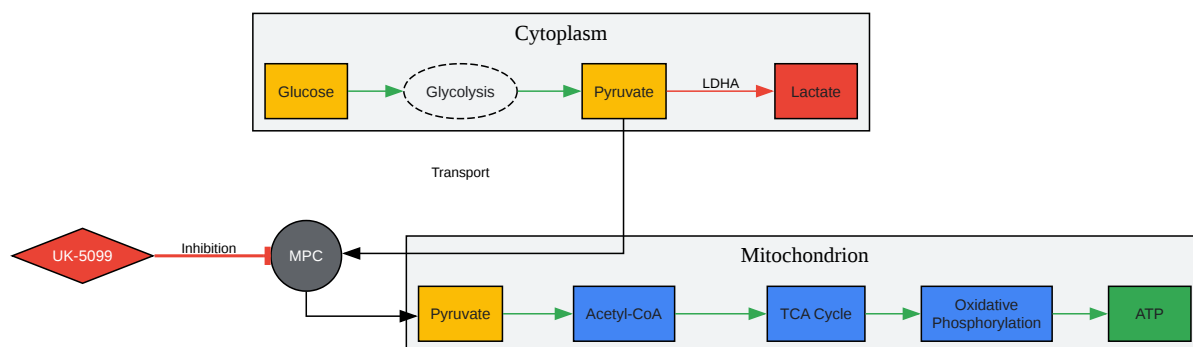 Cytoplasm
Glucose
Glycolysis
Pyruvate
LDHA
Lactate
Transport
UK-5099
Inhibition
MPC
Mitochondrion
Pyruvate
Acetyl-CoA
TCA Cycle
Oxidative
Phosphorylation
ATP